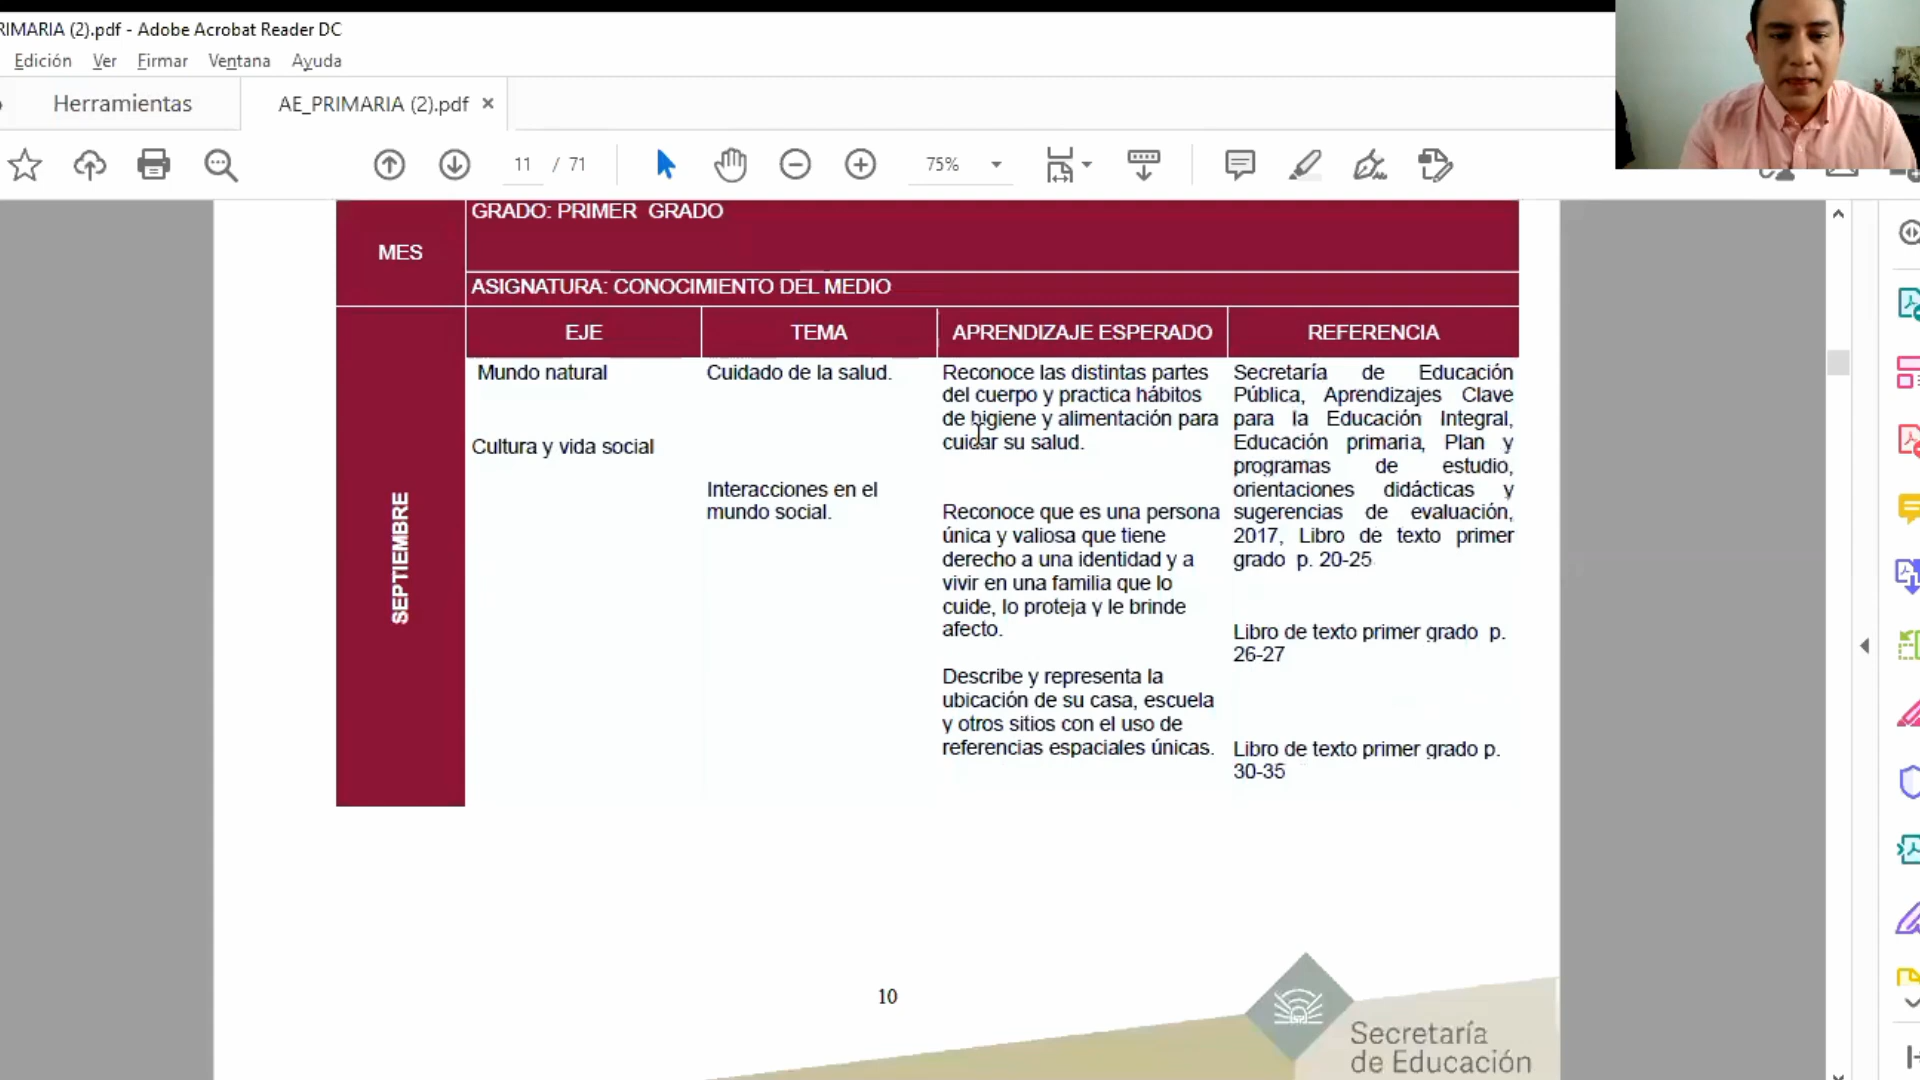 RIMARIA (2).pdf - Adobe Acrobat Reader DC
Edición Ver Firmar Ventana Ayuda
Herramientas
AE_PRIMARIA (2).pdf ×
11 / 71
75%
MES
GRADO: PRIMER GRADO
ASIGNATURA: CONOCIMIENTO DEL MEDIO
EJE
TEMA
APRENDIZAJE ESPERADO
REFERENCIA
SEPTIEMBRE
Mundo natural
Cultura y vida social
Cuidado de la salud.
Interacciones en el
mundo social.
Reconoce las distintas partes
del cuerpo y practica hábitos
de higiene y alimentación para
cuidar su salud.
Reconoce que es una persona
única y valiosa que tiene
derecho a una identidad y a
vivir en una familia que lo
cuide, lo proteja y le brinde
afecto.
Describe y representa la
ubicación de su casa, escuela
y otros sitios con el uso de
referencias espaciales únicas.
Secretaría de Educación
Pública, Aprendizajes Clave
para la Educación Integral,
Educación primaria, Plan y
programas de estudio,
orientaciones didácticas y
sugerencias de evaluación,
2017, Libro de texto primer
grado p. 20-25
Libro de texto primer grado p.
26-27
Libro de texto primer grado p.
30-35
10
Secretaría
de Educación